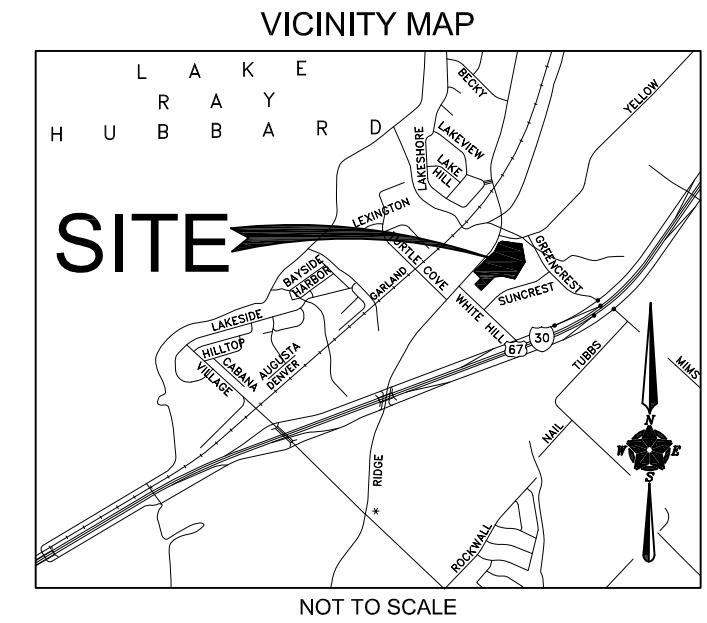 VICINITY MAP
L A K E
R A Y
H U B B A R D
BECKY
YELLOW
LAKESHORE
LAKEVIEW
LAKE
HILL
LEXINGTON
SITE
TURTLE COVE
GREENCREST
BAYSIDE
HARBOR
GARLAND
SUNCREST
WHITE HILL
LAKESIDE
30
67
HILLTOP
AUGUSTA
DENVER
CABANA
VILLAGE
TUBBS
MIMS
NAIL
N
W E
S
RIDGE
*
ROCKWALL
NOT TO SCALE